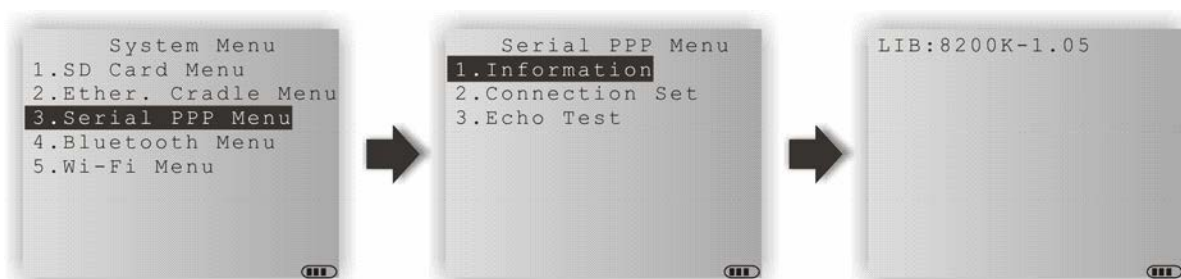 System Menu
1.SD Card Menu
2.Ether. Cradle Menu
3.Serial PPP Menu
4.Bluetooth Menu
5.Wi-Fi Menu
Serial PPP Menu
1.Information
2.Connection Set
3.Echo Test
LIB:8200K-1.05